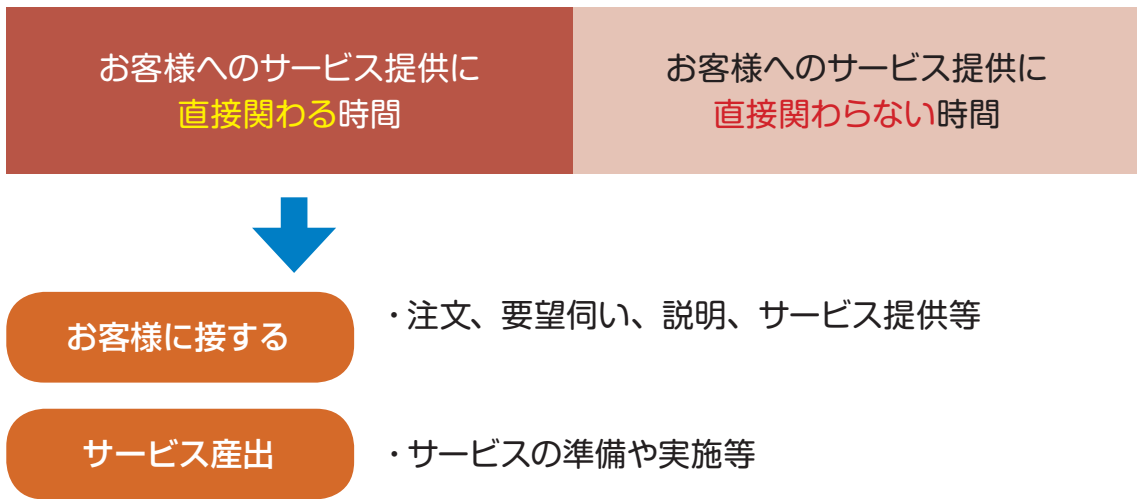 お客様へのサービス提供に
直接関わる時間
お客様へのサービス提供に
直接関わらない時間
お客様に接する
・注文、要望伺い、説明、サービス提供等
サービス産出
・サービスの準備や実施等